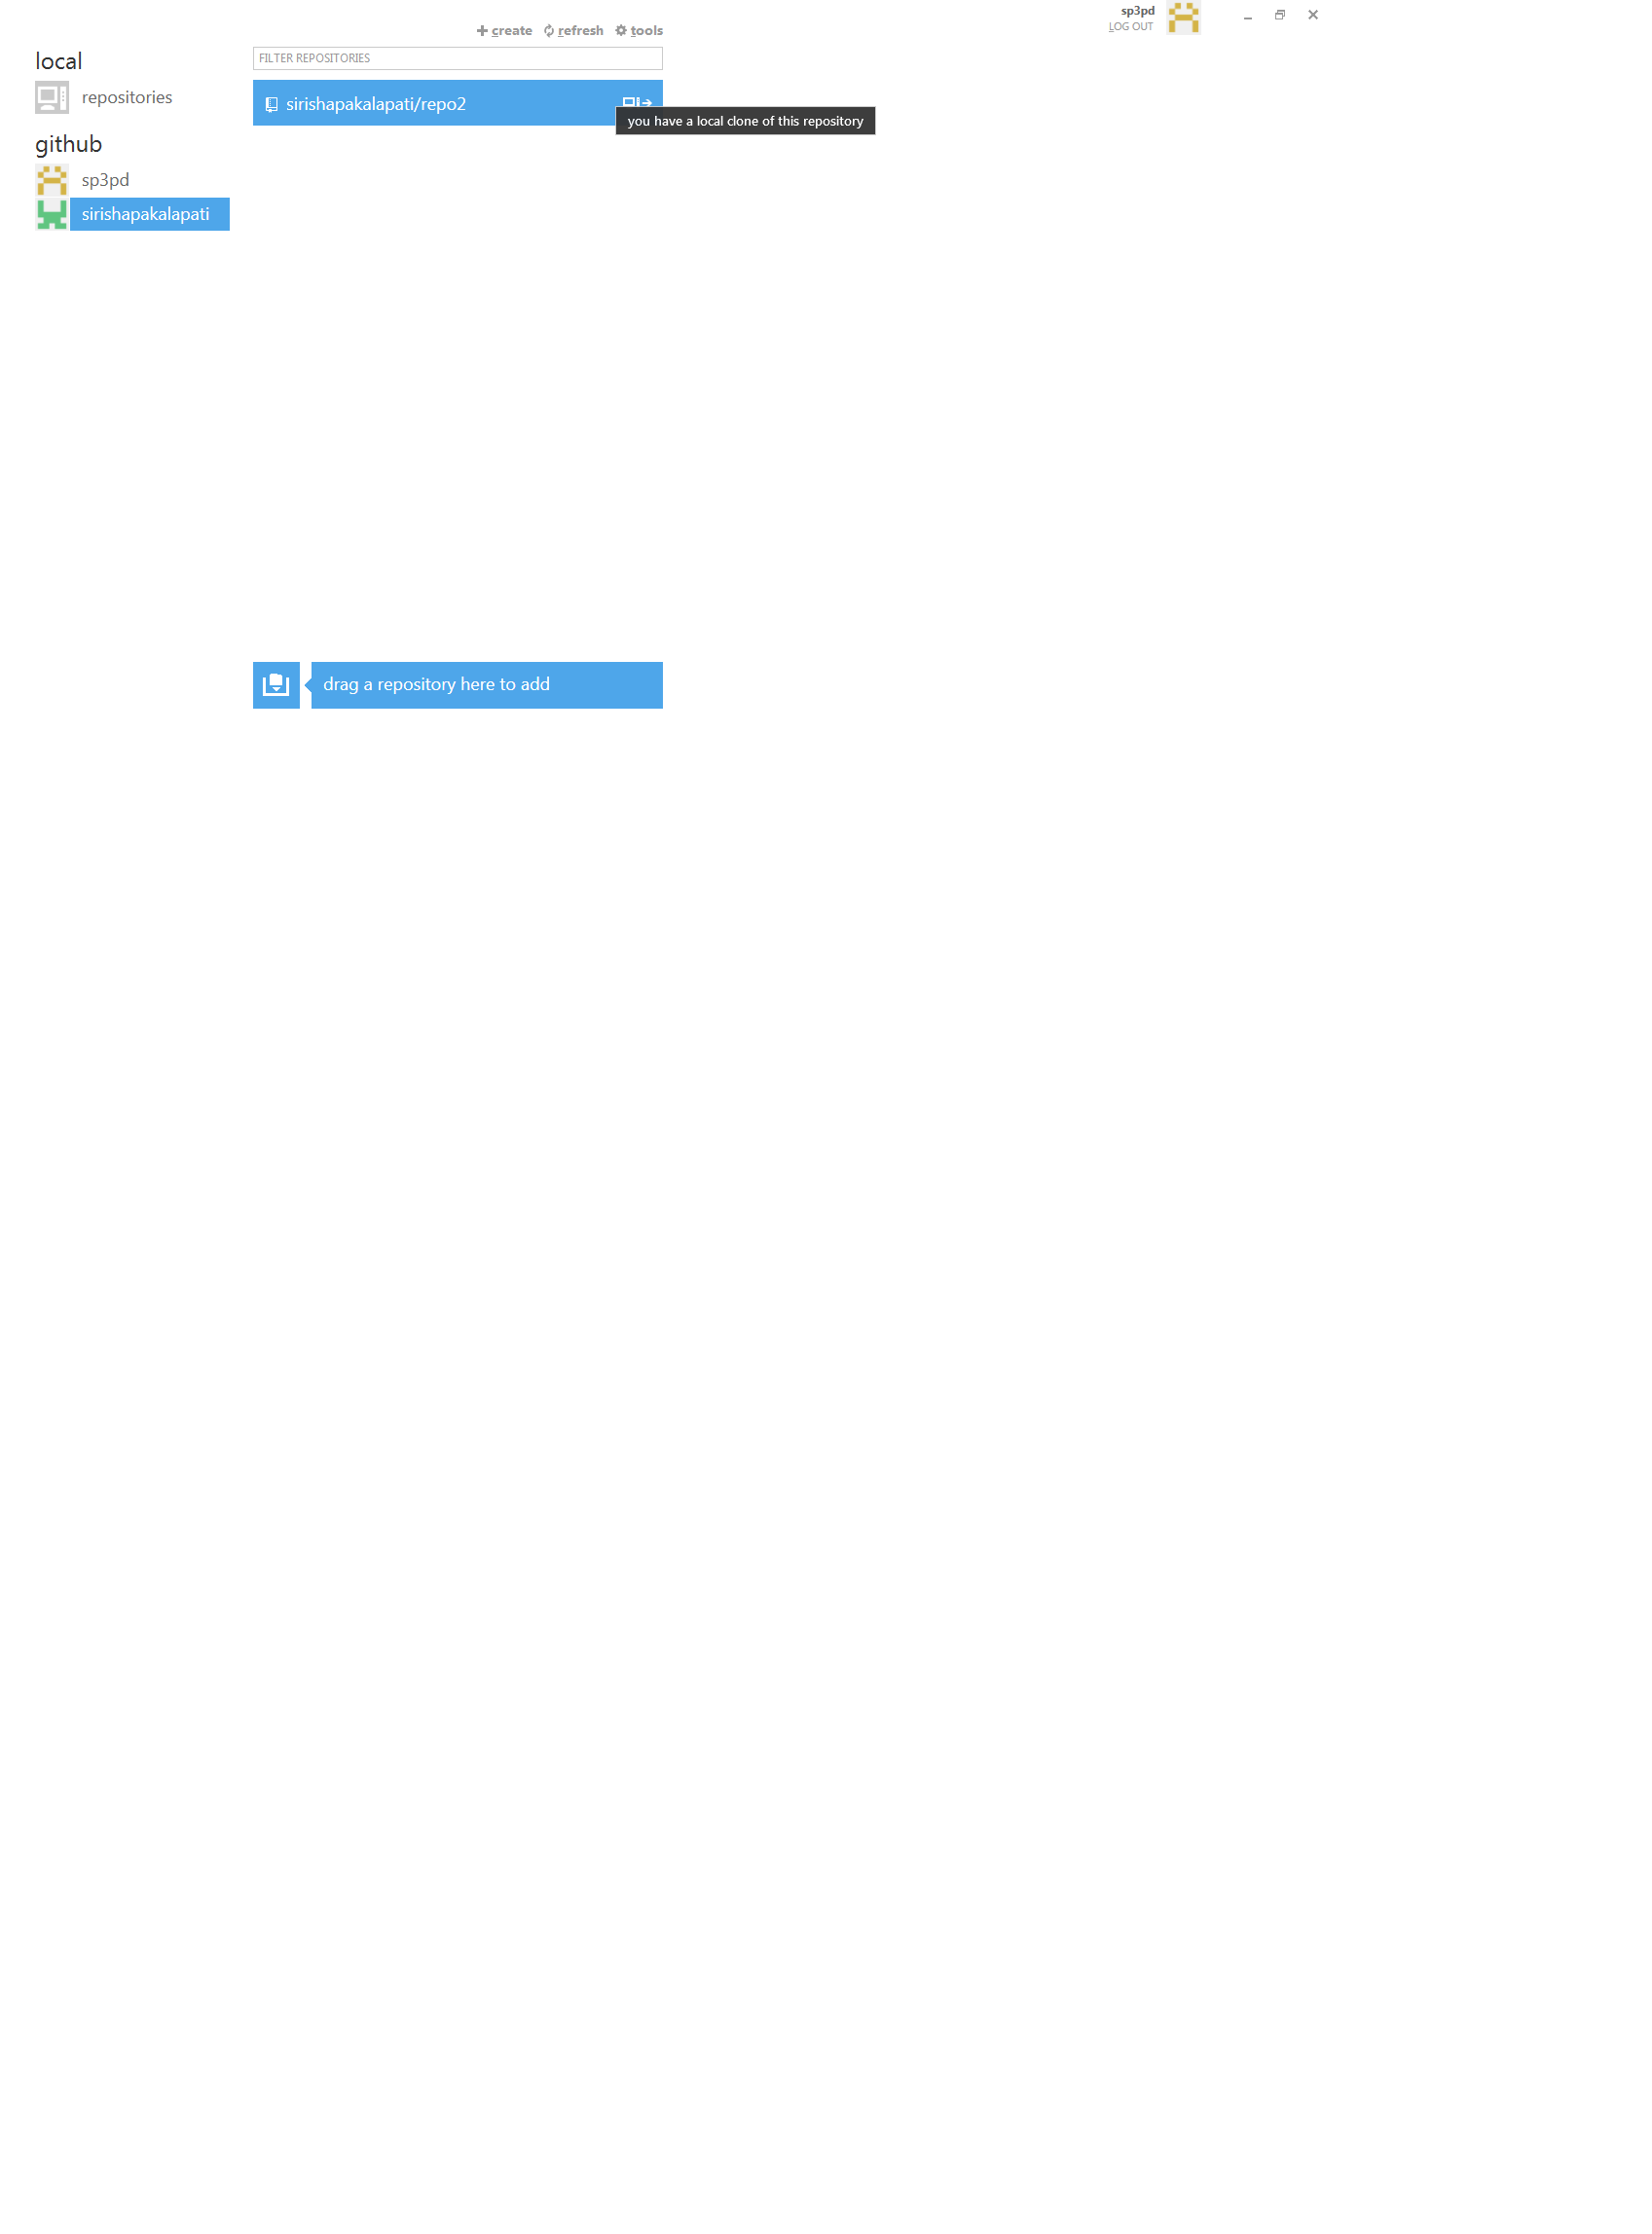 sp3pd
LOG OUT
create refresh tools
local
FILTER REPOSITORIES
repositories
sirishapakalapati/repo2
you have a local clone of this repository
github
sp3pd
sirishapakalapati
drag a repository here to add